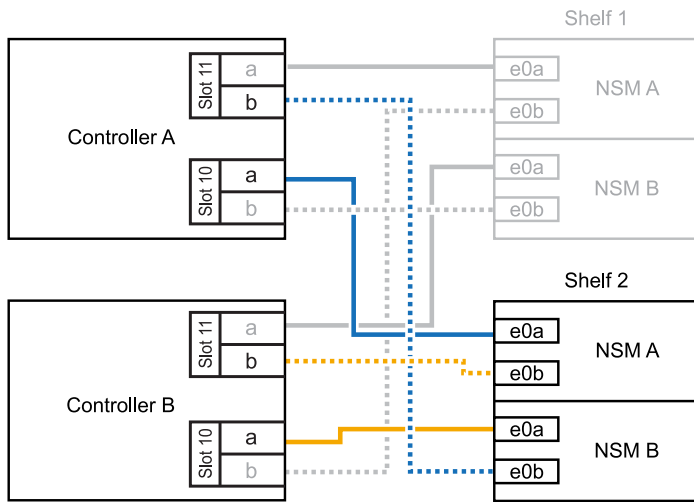 Shelf 1
Controller A
Slot 11
a
b
Slot 10
a
b
e0a
e0b
NSM A
e0a
e0b
NSM B
Shelf 2
Controller B
Slot 11
a
b
Slot 10
a
b
e0a
e0b
NSM A
e0a
e0b
NSM B